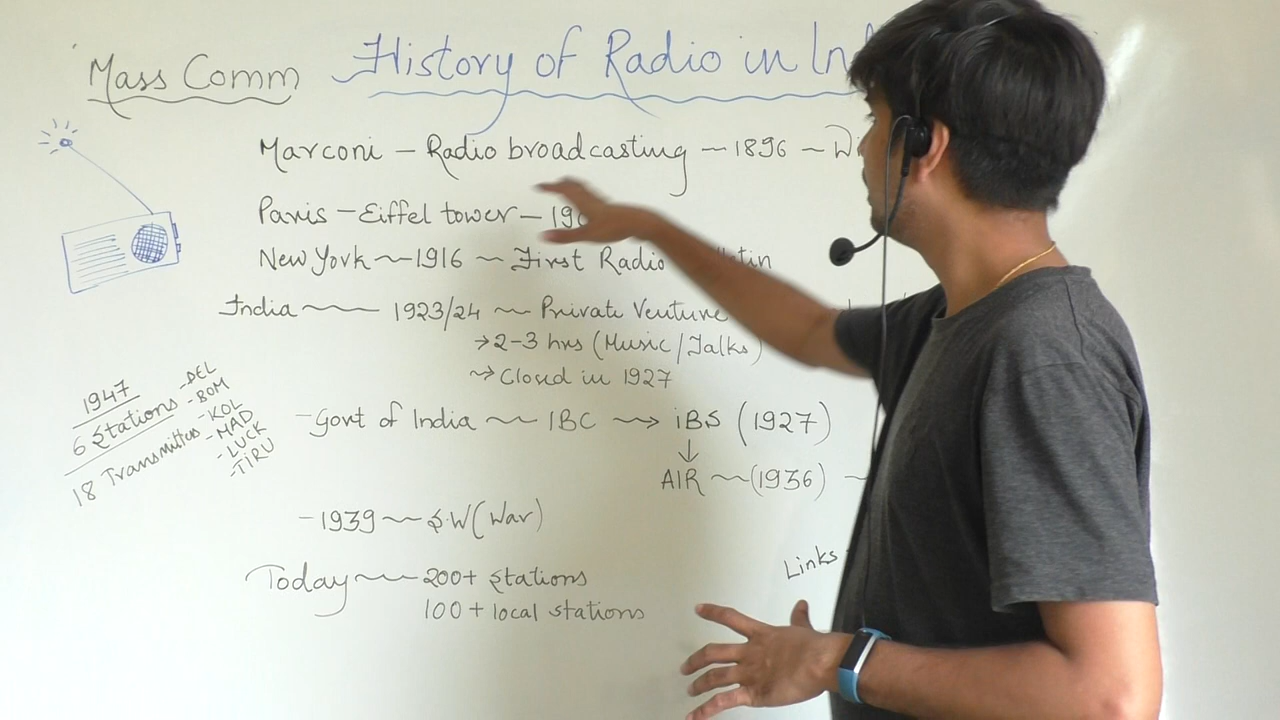 Mass Comm
History of Radio in In
Marconi – Radio broadcasting ~ 1896 ~
Paris – Eiffel tower –
New York ~ 1916 ~ First Radio
India ~ 1923/24 ~ Private Venture
→ 2-3 hrs (Music/Talks)
~> Closed in 1927
- Govt of India ~ IBC ~> iBS (1927)
↓
AIR ~ (1936) ~
- 1939 ~ S.W (War)
Today ~ 200+ Stations
100+ local stations
Links
1947
6 Stations
18 Transmitters
- DEL
- BOM
- KOL
- MAD
- LUCK
- TIRU